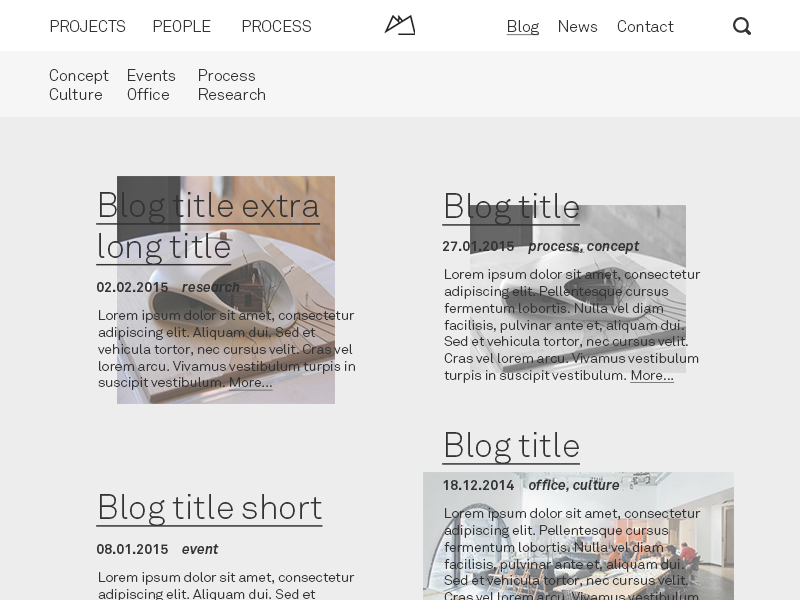 PROJECTS PEOPLE PROCESS Blog News Contact
Concept Events Process
Culture Office Research
Blog title extra
long title
02.02.2015 research
Lorem ipsum dolor sit amet, consectetur
adipiscing elit. Aliquam dui. Sed et
vehicula tortor, nec cursus velit. Cras vel
lorem arcu. Vivamus vestibulum turpis in
suscipit vestibulum. More...
Blog title short
08.01.2015 event
Lorem ipsum dolor sit amet, consectetur
adipiscing elit. Aliquam dui. Sed et
Blog title
27.01.2015 process, concept
Lorem ipsum dolor sit amet, consectetur
adipiscing elit. Pellentesque cursus
fermentum lobortis. Nulla vel diam
facilisis, pulvinar ante et, aliquam dui.
Sed et vehicula tortor, nec cursus velit.
Cras vel lorem arcu. Vivamus vestibulum
turpis in suscipit vestibulum. More...
Blog title
18.12.2014 office, culture
Lorem ipsum dolor sit amet, consectetur
adipiscing elit. Pellentesque cursus
fermentum lobortis. Nulla vel diam
facilisis, pulvinar ante et, aliquam dui.
Sed et vehicula tortor, nec cursus velit.
Cras vel lorem arcu. Vivamus vestibulum